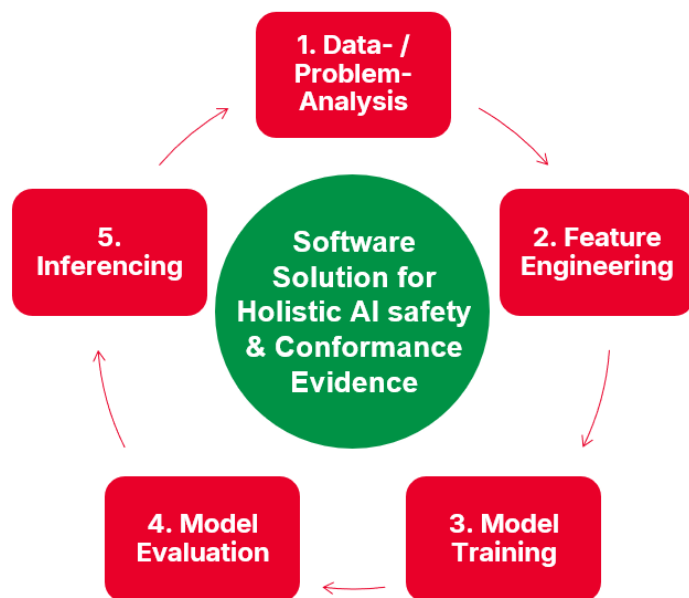 1. Data- /
Problem-
Analysis
2. Feature
Engineering
3. Model
Training
4. Model
Evaluation
5.
Inferencing
Software
Solution for
Holistic AI safety
& Conformance
Evidence